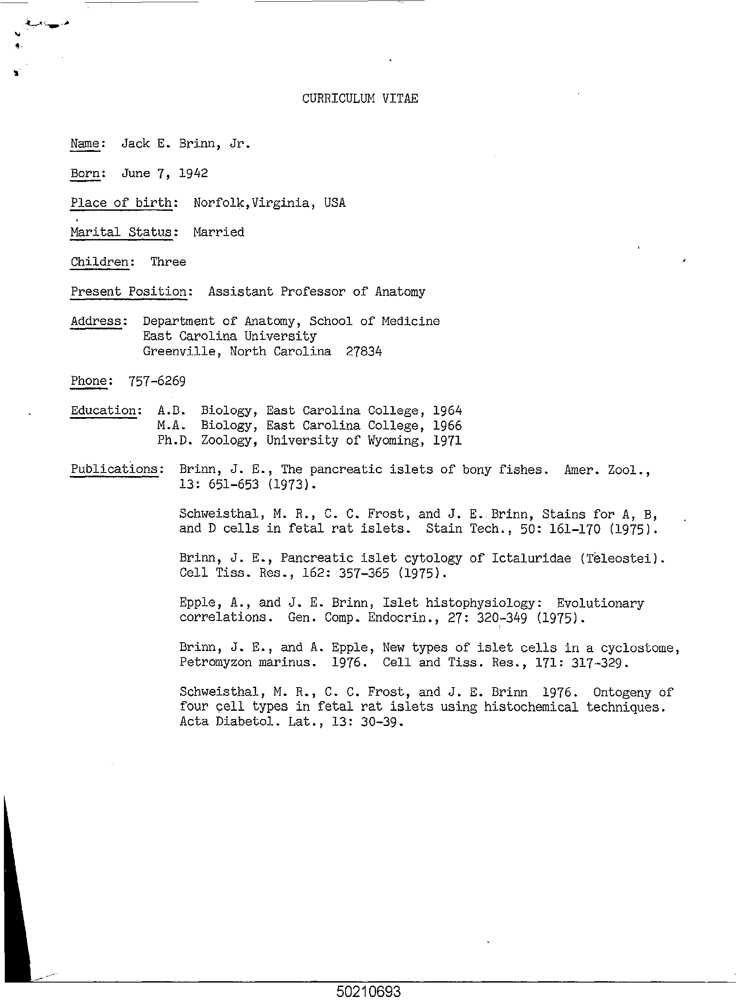 CURRICULUM VITAE
Name: Jack E. Brinn, Jr.
Born: June 7, 1942
Place of birth: Norfolk,Virginia, USA
Marital Status: Married
Children: Three
Present Position: Assistant Professor of Anatomy
Address: Department of Anatomy, School of Medicine
East Carolina University
Greenville, North Carolina 27834
Phone: 757-6269
Education: A.B. Biology, East Carolina College, 1964
M.A. Biology, East Carolina College, 1966
Ph.D. Zoology, University of Wyoming, 1971
Publications: Brinn, J. E., The pancreatic islets of bony fishes. Amer. Zool.,
13: 651-653 (1973).
Schweisthal, M. R., C. C. Frost, and J. E. Brinn, Stains for A, B,
and D cells in fetal rat islets. Stain Tech., 50: 161-170 (1975).
Brinn, J. E., Pancreatic islet cytology of Ictaluridae (Teleostei).
Cell Tiss. Res., 162: 357-365 (1975).
Epple, A., and J. E. Brinn, Islet histophysiology: Evolutionary
correlations. Gen. Comp. Endocrin., 27: 320-349 (1975).
Brinn, J. E., and A. Epple, New types of islet cells in a cyclostome,
Petromyzon marinus. 1976. Cell and Tiss. Res., 171: 317-329.
Schweisthal, M. R., C. C. Frost, and J. E. Brinn 1976. Ontogeny of
four cell types in fetal rat islets using histochemical techniques.
Acta Diabetol. Lat., 13: 30-39.
50210693